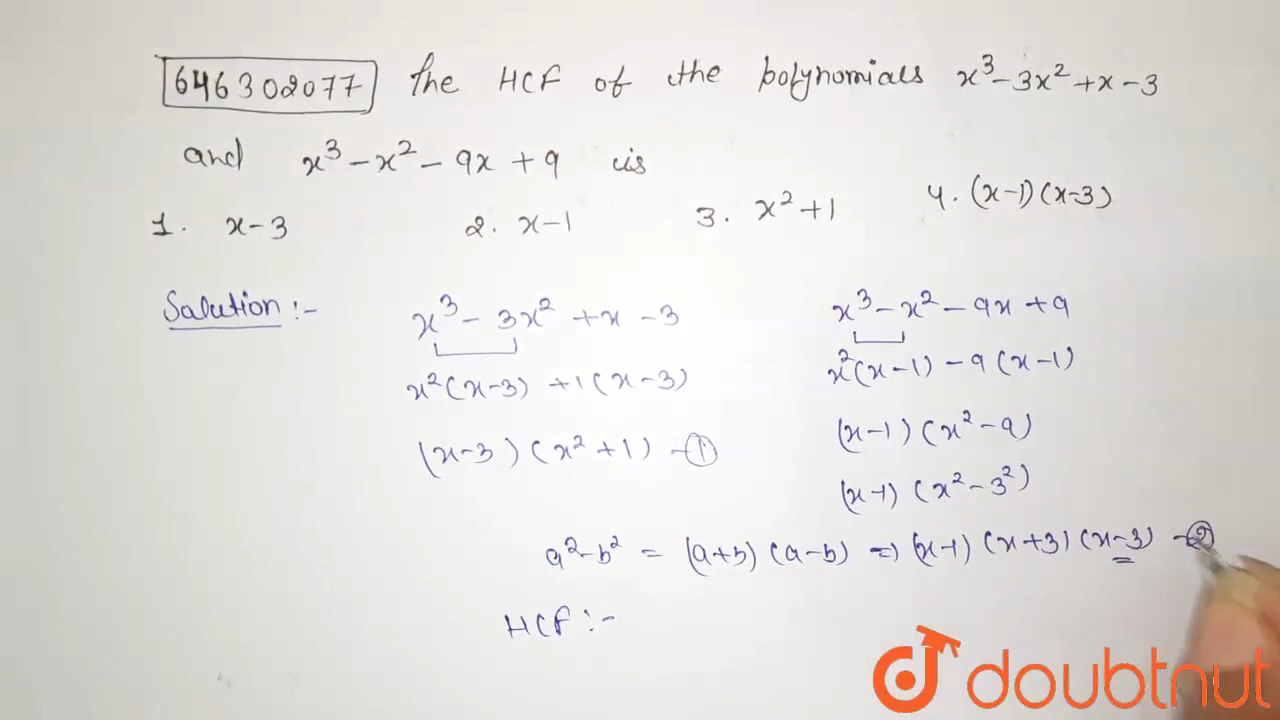 646302077 The HCF of the polynomials x³-3x²+x-3
and x³-x²-9x+9 is
1. x-3 2. x-1 3. x²+1 4. (x-1)(x-3)
Solution:- x³-3x²+x-3 x³-x²-9x+9
x²(x-3)+1(x-3) x²(x-1)-9(x-1)
(x-3)(x²+1) -① (x-1)(x²-9)
(x-1)(x²-3²)
a²-b² = (a+b)(a-b) => (x-1)(x+3)(x-3) -②
HCF:-
doubtnut